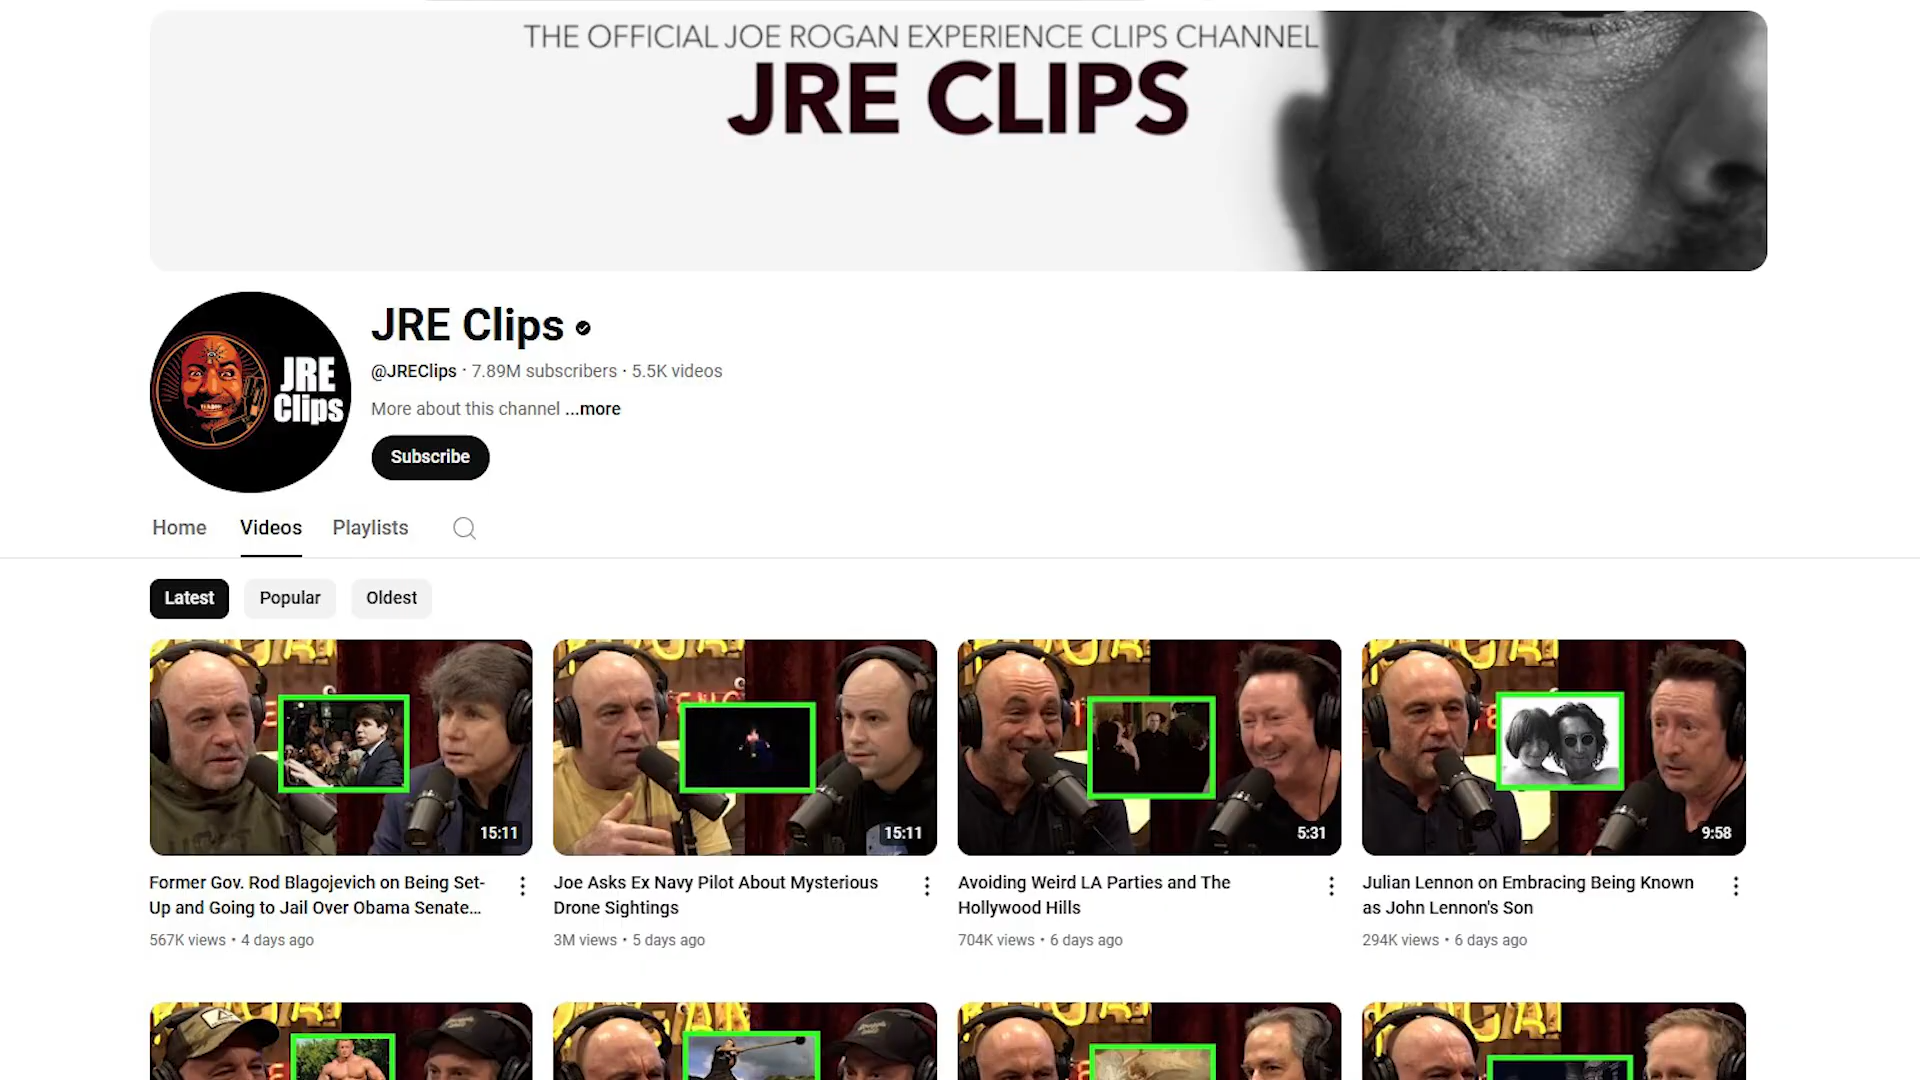 THE OFFICIAL JOE ROGAN EXPERIENCE CLIPS CHANNEL
JRE CLIPS
JRE
Clips
JRE Clips
@JREClips · 7.89M subscribers · 5.5K videos
More about this channel ...more
Subscribe
Home Videos Playlists
Latest Popular Oldest
15:11 15:11 5:31 9:58
Former Gov. Rod Blagojevich on Being Set-
Up and Going to Jail Over Obama Senate...
567K views • 4 days ago
Joe Asks Ex Navy Pilot About Mysterious
Drone Sightings
3M views • 5 days ago
Avoiding Weird LA Parties and The
Hollywood Hills
704K views • 6 days ago
Julian Lennon on Embracing Being Known
as John Lennon's Son
294K views • 6 days ago